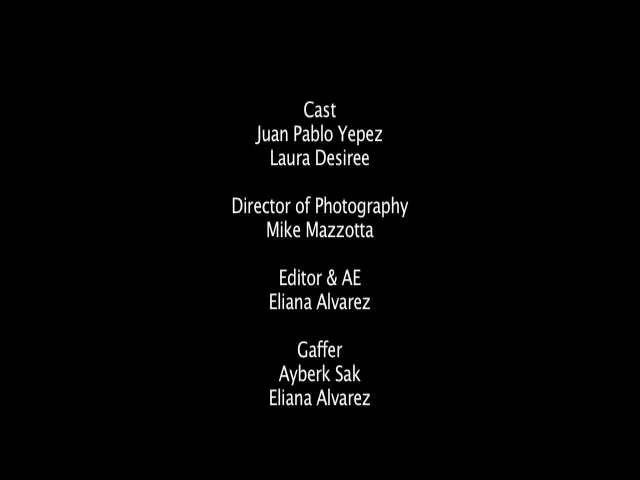 Cast
Juan Pablo Yepez
Laura Desiree
Director of Photography
Mike Mazzotta
Editor & AE
Eliana Alvarez
Gaffer
Ayberk Sak
Eliana Alvarez